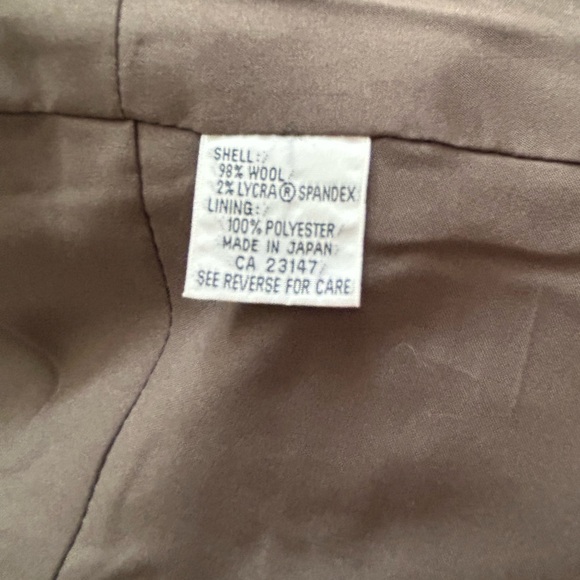 SHELL:/
98% WOOL/
2% LYCRA® SPANDEX
LINING:/
100% POLYESTER/
MADE IN JAPAN
CA 23147/
SEE REVERSE FOR CARE